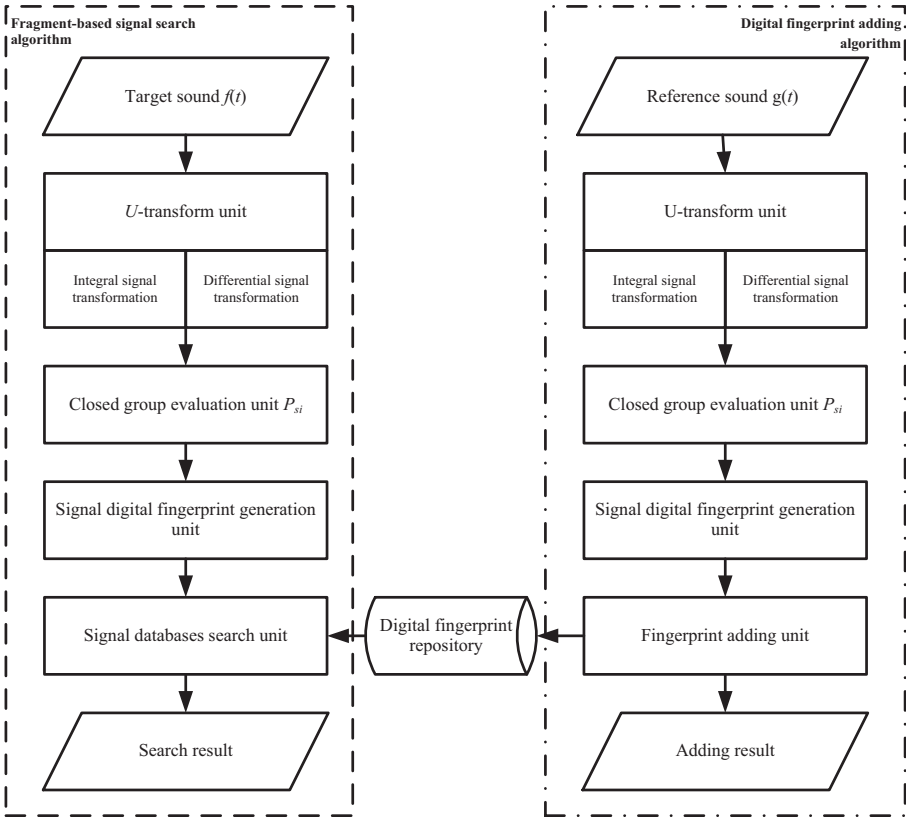 Fragment-based signal search
algorithm
Target sound f(t)
U-transform unit
Integral signal
transformation
Differential signal
transformation
Closed group evaluation unit Psi
Signal digital fingerprint generation
unit
Signal databases search unit
Search result
Digital fingerprint
repository
Digital fingerprint adding
algorithm
Reference sound g(t)
U-transform unit
Integral signal
transformation
Differential signal
transformation
Closed group evaluation unit Psi
Signal digital fingerprint generation
unit
Fingerprint adding unit
Adding result